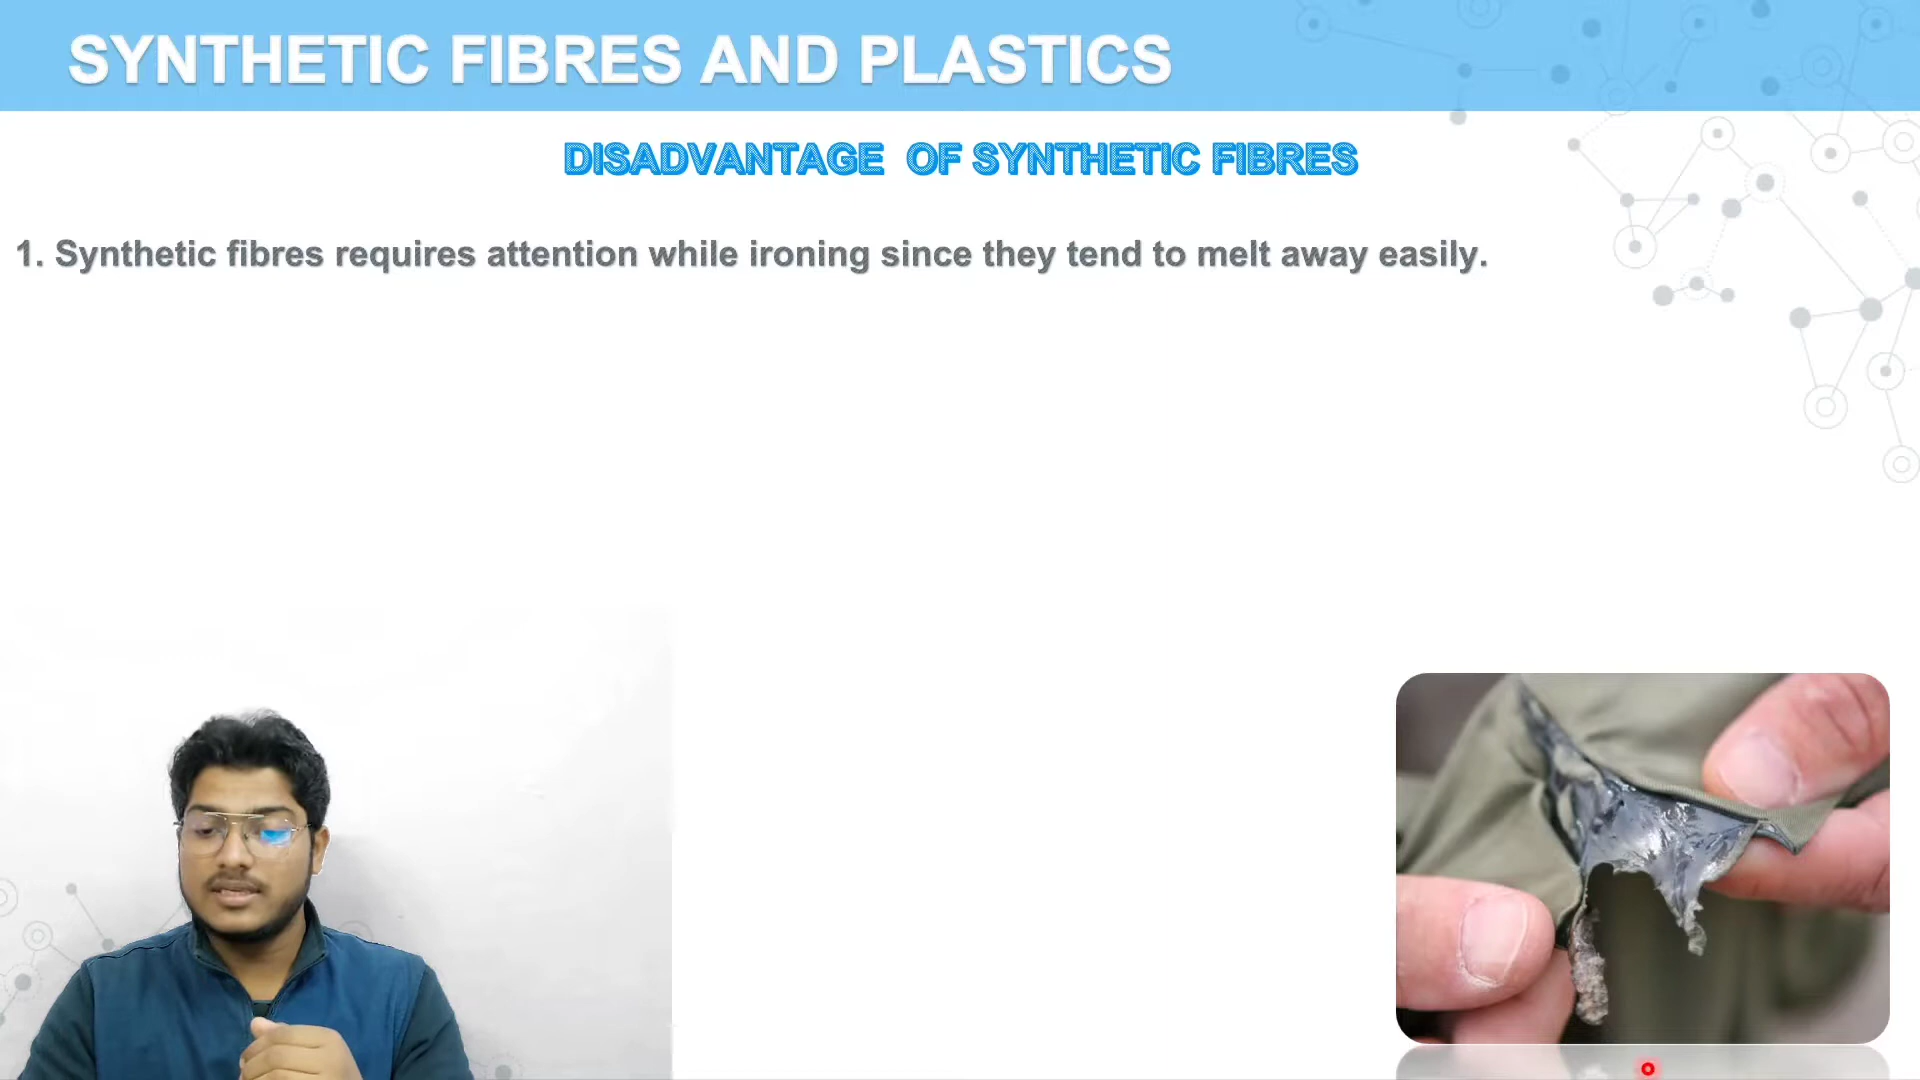 SYNTHETIC FIBRES AND PLASTICS
DISADVANTAGE OF SYNTHETIC FIBRES
1. Synthetic fibres requires attention while ironing since they tend to melt away easily.